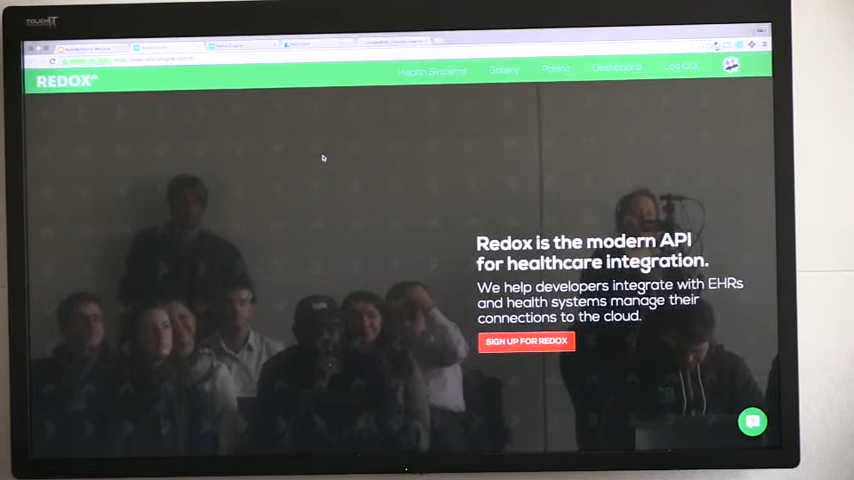 TOUCHIT
REDOX
Health Systems Gallery Pricing Dashboard Log Out
Redox is the modern API
for healthcare integration.
We help developers integrate with EHRs
and health systems manage their
connections to the cloud.
SIGN UP FOR REDOX